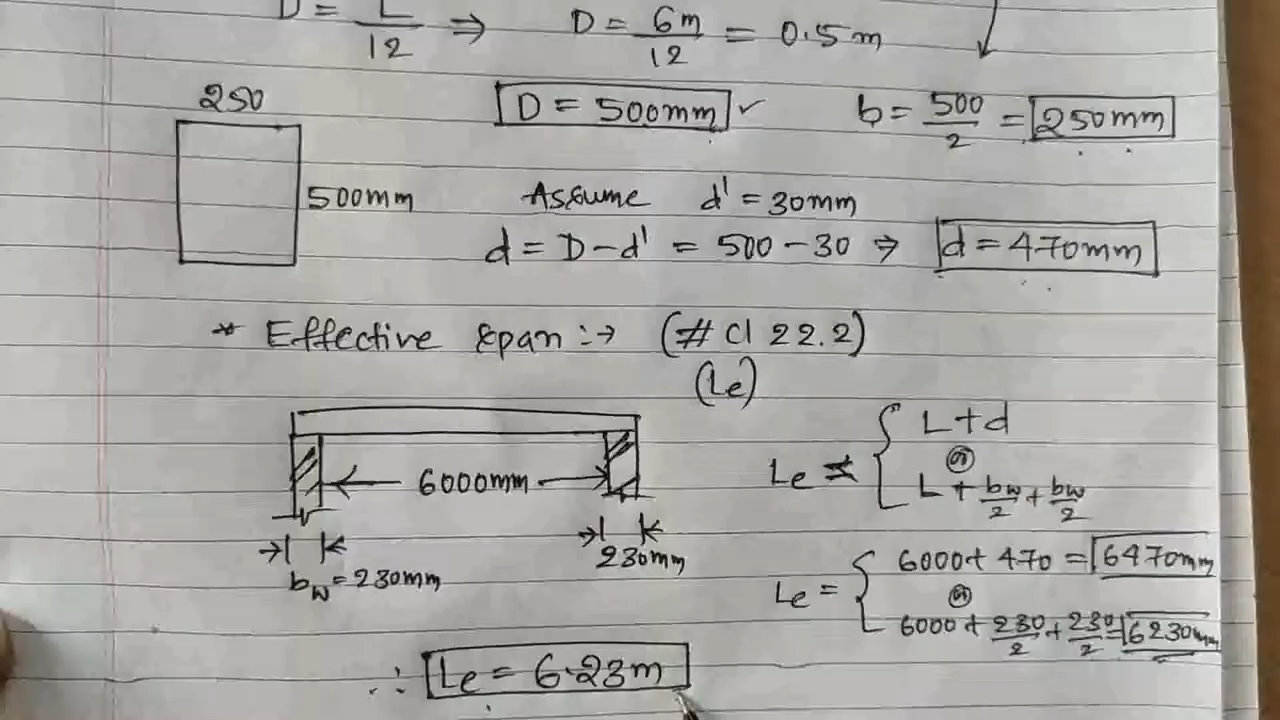 D = L/12 ⇒ D = 6m/12 = 0.5m
250
D = 500mm ✓ b = 500/2 = 250mm
500mm
Assume d' = 30mm
d = D - d' = 500 - 30 ⇒ d = 470mm
* Effective span :→ (# Cl 22.2)
(Le)
Le ≮ { L + d
or
L + bw/2 + bw/2
6000mm
230mm
bw = 230mm
Le = { 6000 + 470 = 6470mm
or
6000 + 230/2 + 230/2 = 6230mm
∴ Le = 6.23m